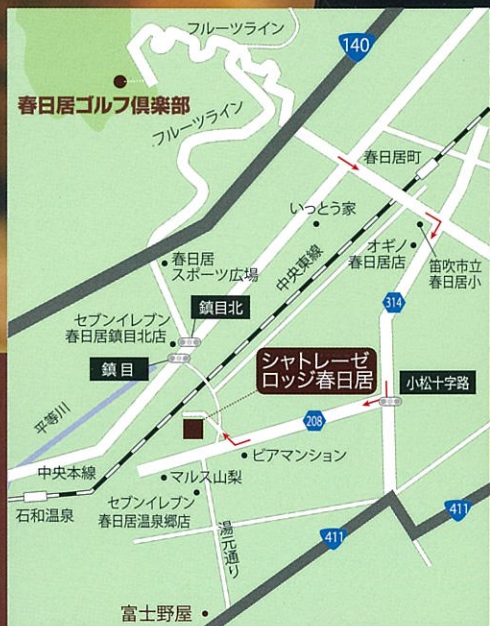 フルーツライン
140
春日居ゴルフ倶楽部
フルーツライン
春日居町
いっとう家
中央東線
オギノ
春日居店
笛吹市立
春日居小
春日居
スポーツ広場
314
鎮目北
セブンイレブン
春日居鎮目北店
鎮目
シャトレーゼ
ロッジ春日居
小松十字路
平等川
208
ビアマンション
中央本線
マルス山梨
石和温泉
セブンイレブン
春日居温泉郷店
湯元通り
411
411
富士野屋